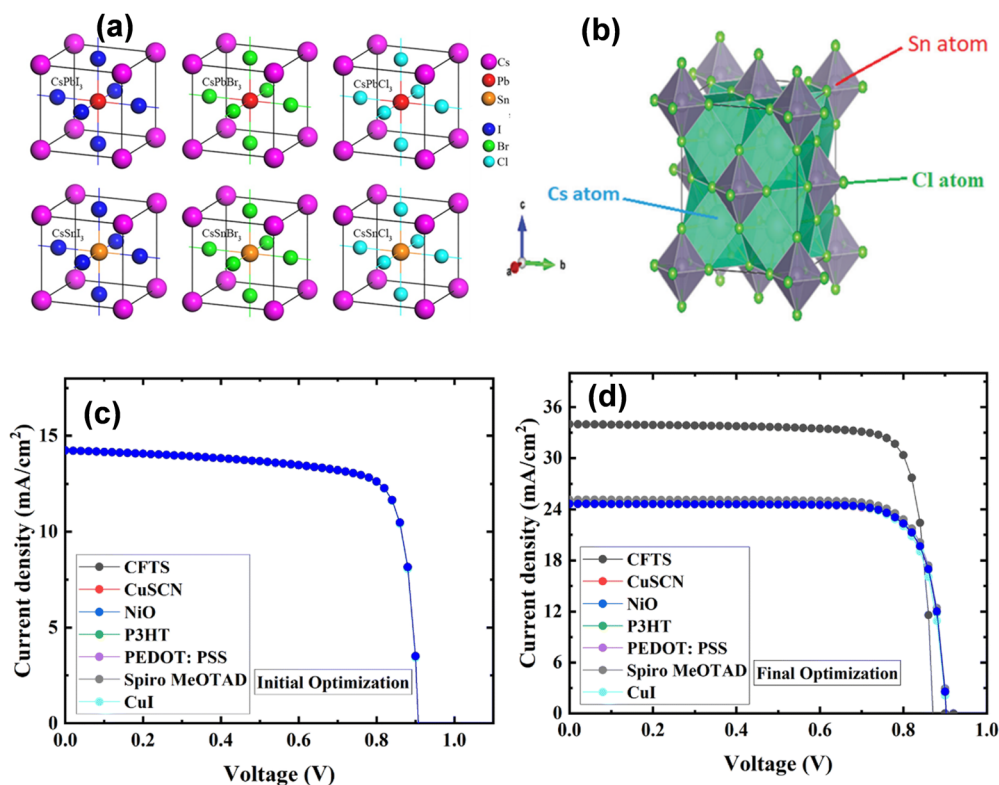 (a)
CsPbI3
CsPbBr3
CsPbCl3
Cs
Pb
Sn
I
Br
Cl
CsSnI3
CsSnBr3
CsSnCl3
(b)
Sn atom
Cs atom
Cl atom
c
a
b
(c)
Current density (mA/cm²)
15
10
5
0
0.0 0.2 0.4 0.6 0.8 1.0
Voltage (V)
CFTS
CuSCN
NiO
P3HT
PEDOT: PSS
Spiro MeOTAD
CuI
Initial Optimization
(d)
Current density (mA/cm²)
36
30
24
18
12
6
0
0.0 0.2 0.4 0.6 0.8 1.0
Voltage (V)
CFTS
CuSCN
NiO
P3HT
PEDOT: PSS
Spiro MeOTAD
CuI
Final Optimization